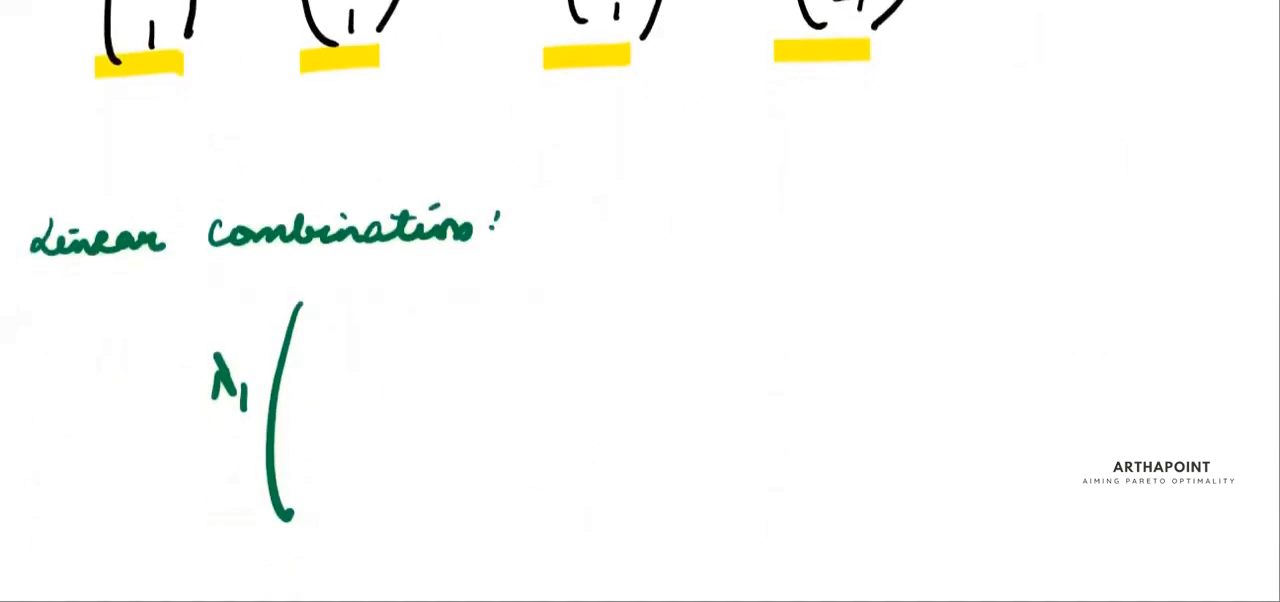 Linear Combination:
λ1 (
ARTHAPOINT
AIMING PARETO OPTIMALITY